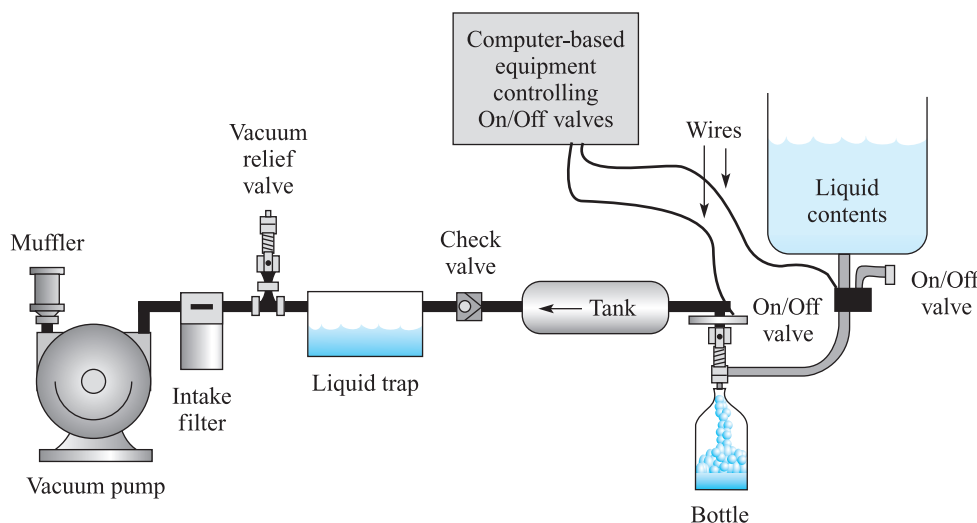 Computer-based
equipment
controlling
On/Off valves
Wires
Vacuum
relief
valve
Liquid
contents
Muffler
Check
valve
On/Off
valve
Tank
On/Off
valve
Liquid trap
Intake
filter
Vacuum pump
Bottle